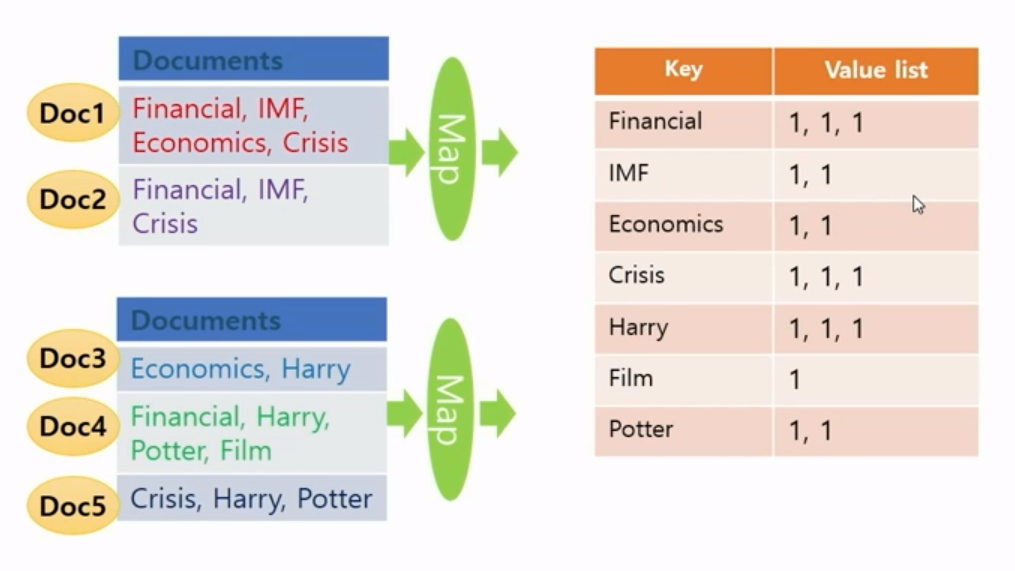 Documents
Doc1
Financial, IMF,
Economics, Crisis
Doc2
Financial, IMF,
Crisis
Map
Documents
Doc3
Economics, Harry
Doc4
Financial, Harry,
Potter, Film
Doc5
Crisis, Harry, Potter
Map
Key Value list
Financial 1, 1, 1
IMF 1, 1
Economics 1, 1
Crisis 1, 1, 1
Harry 1, 1, 1
Film 1
Potter 1, 1